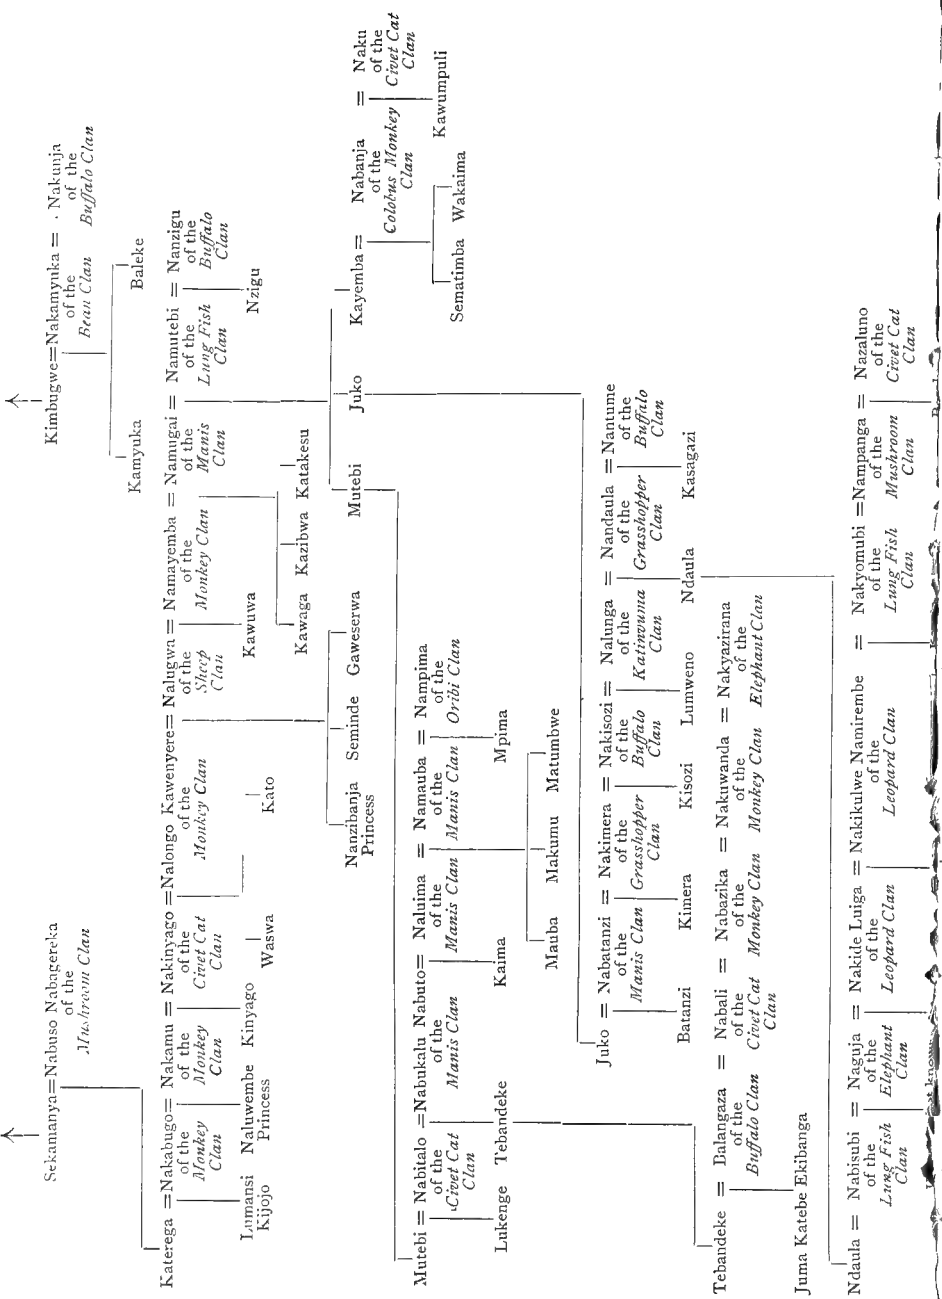 Sekamanya=Nabuso Nabagereka
of the
Mushroom Clan
Kimbugwe=Nakamyuka = . Nakunja
of the
Bean Clan
of the
Buffalo Clan
Kamyuka
Baleke
Katerega =Nakabugo= Nakamu = Nakinyago =Nalongo Kawenyere= Nalugwa = Namayemba = Namugai = Namutebi = Nanzigu
of the
Monkey
Clan
of the
Monkey
Clan
of the
Civet Cat
Clan
of the
Monkey Clan
of the
Sheep
Clan
of the
Monkey Clan
of the
Manis
Clan
of the
Lung Fish
Clan
of the
Buffalo
Clan
Lumansi
Kijojo
Naluwembe
Princess
Kinyago
Waswa
Kato
Kawuwa
Nzigu
Kawaga
Kazibwa
Katakesu
Nanzibanja
Princess
Seminde
Gaweserwa
Mutebi
Juko
Kayemba = Nabanja = Naku
of the
Colobus Monkey
Clan
of the
Civet Cat
Clan
Kawumpuli
Sematimba
Wakaima
Mutebi = Nabitalo =Nabukalu Nabuto= Naluima = Namauba = Nampima
of the
Civet Cat
Clan
of the
Manis Clan
of the
Manis Clan
of the
Manis Clan
of the
Oribi Clan
Lukenge
Tebandeke
Kaima
Mpima
Mauba
Makumu
Matumbwe
Juko = Nabatanzi = Nakimera = Nakisozi = Nalunga = Nandaula = Nantume
of the
Manis Clan
of the
Grasshopper
Clan
of the
Buffalo
Clan
of the
Katinvuma
Clan
of the
Grasshopper
Clan
of the
Buffalo
Clan
Batanzi
Kimera
Kisozi
Lumweno
Ndaula
Kasagazi
Tebandeke = Balangaza = Nabali = Nabazika = Nakuwanda = Nakyazirana
of the
Buffalo Clan
of the
Civet Cat
Clan
of the
Monkey Clan
of the
Monkey Clan
of the
Elephant Clan
Juma Katebe Ekibanga
Ndaula = Nabisubi = Naguja = Nakide Luiga =Nakikulwe Namirembe = Nakyomubi =Nampanga = Nazaluno
of the
Lung Fish
Clan
of the
Elephant
Clan
of the
Leopard Clan
of the
Leopard Clan
of the
Lung Fish
Clan
of the
Mushroom
Clan
of the
Civet Cat
Clan